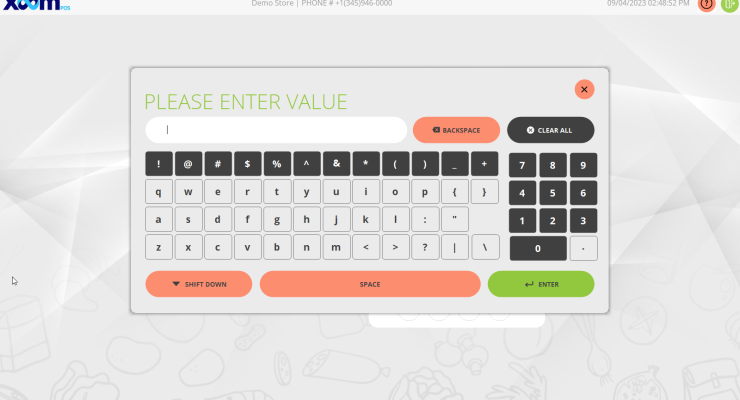 xoom POS
Demo Store | PHONE # +1(345)946-0000
09/04/2023 02:48:52 PM
?
PLEASE ENTER VALUE
BACKSPACE
CLEAR ALL
! @ # $ % ^ & * ( ) _ + 7 8 9
q w e r t y u i o p { } 4 5 6
a s d f g h j k l : " 1 2 3
z x c v b n m < > ? | \ 0 .
SHIFT DOWN
SPACE
ENTER